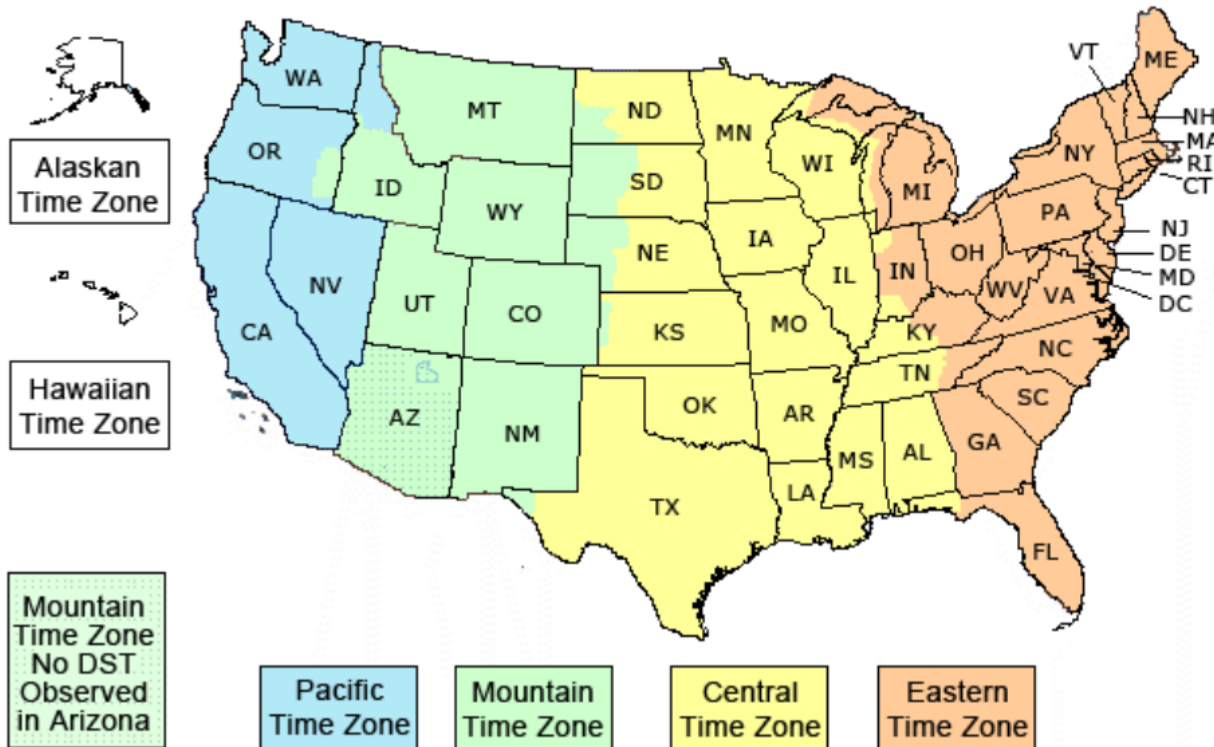 WA
MT
ND
MN
VT
ME
OR
ID
WY
SD
WI
MI
NY
NH
MA
RI
CT
Alaskan
Time Zone
NV
UT
CO
NE
IA
IL
IN
OH
PA
NJ
DE
MD
DC
CA
KS
MO
KY
WV
VA
Hawaiian
Time Zone
AZ
NM
OK
AR
TN
NC
SC
TX
LA
MS
AL
GA
FL
Mountain
Time Zone
No DST
Observed
in Arizona
Pacific
Time Zone
Mountain
Time Zone
Central
Time Zone
Eastern
Time Zone